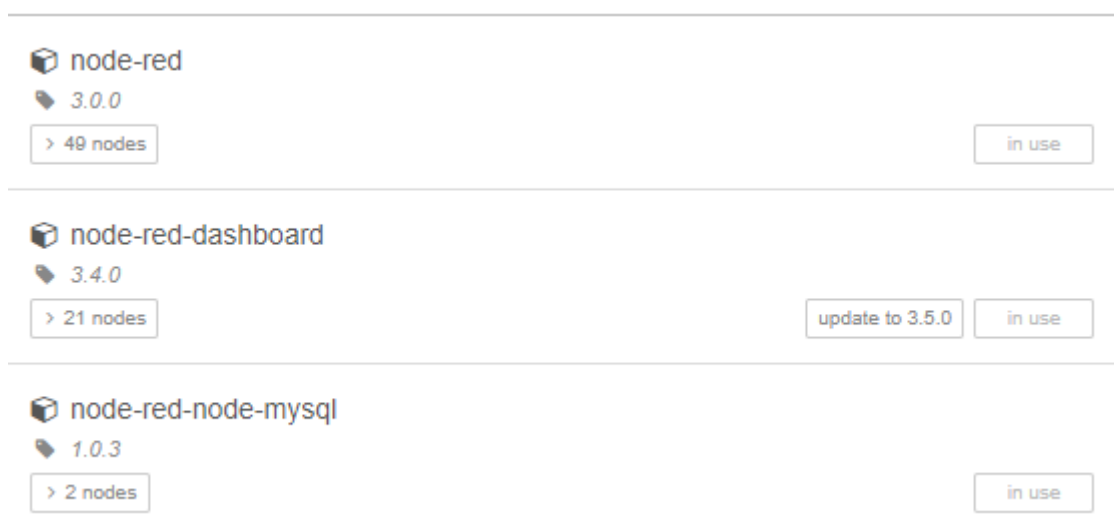 node-red
3.0.0
> 49 nodes
in use
node-red-dashboard
3.4.0
> 21 nodes
update to 3.5.0
in use
node-red-node-mysql
1.0.3
> 2 nodes
in use